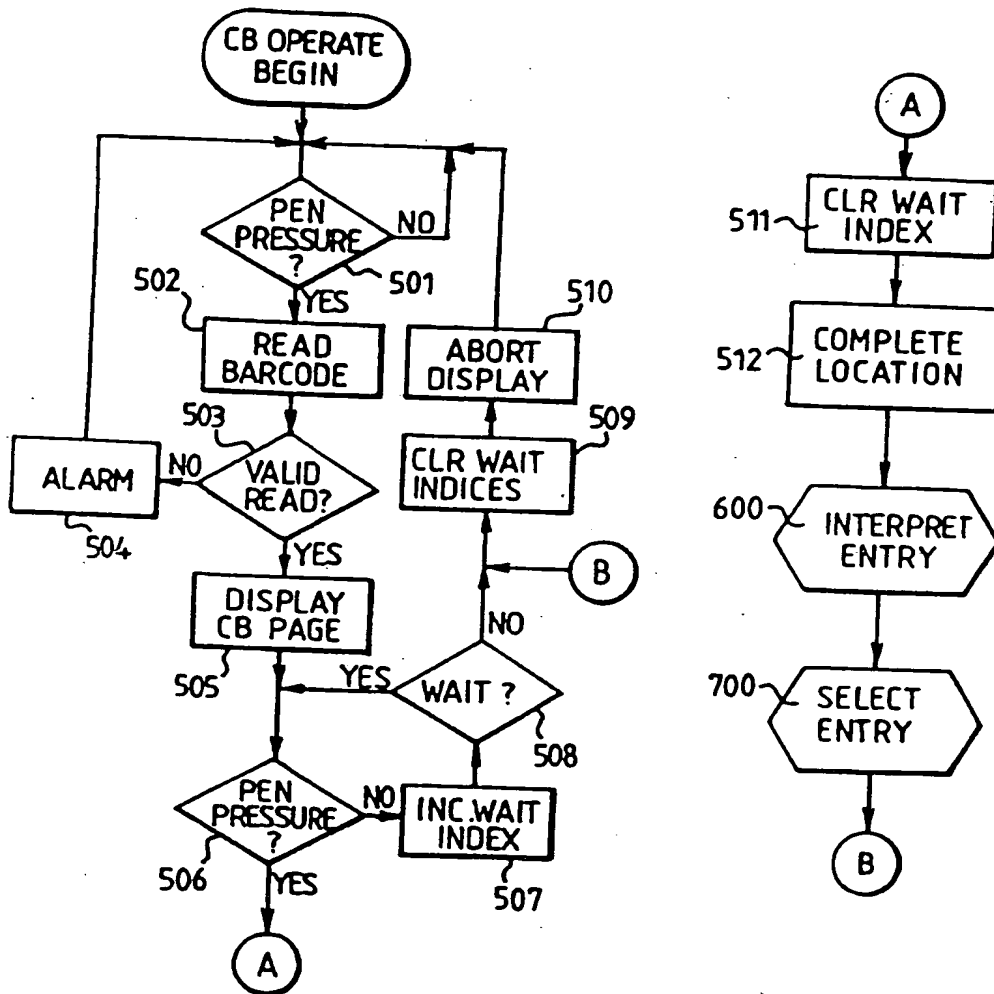 CB OPERATE
BEGIN
PEN
PRESSURE
?
NO
501
YES
502
READ
BARCODE
503
VALID
READ?
NO
ALARM
504
YES
DISPLAY
CB PAGE
505
PEN
PRESSURE
?
506
NO
YES
A
INC.WAIT
INDEX
507
WAIT ?
508
YES
NO
B
CLR WAIT
INDICES
509
ABORT
DISPLAY
510
A
CLR WAIT
INDEX
511
COMPLETE
LOCATION
512
INTERPRET
ENTRY
600
SELECT
ENTRY
700
B